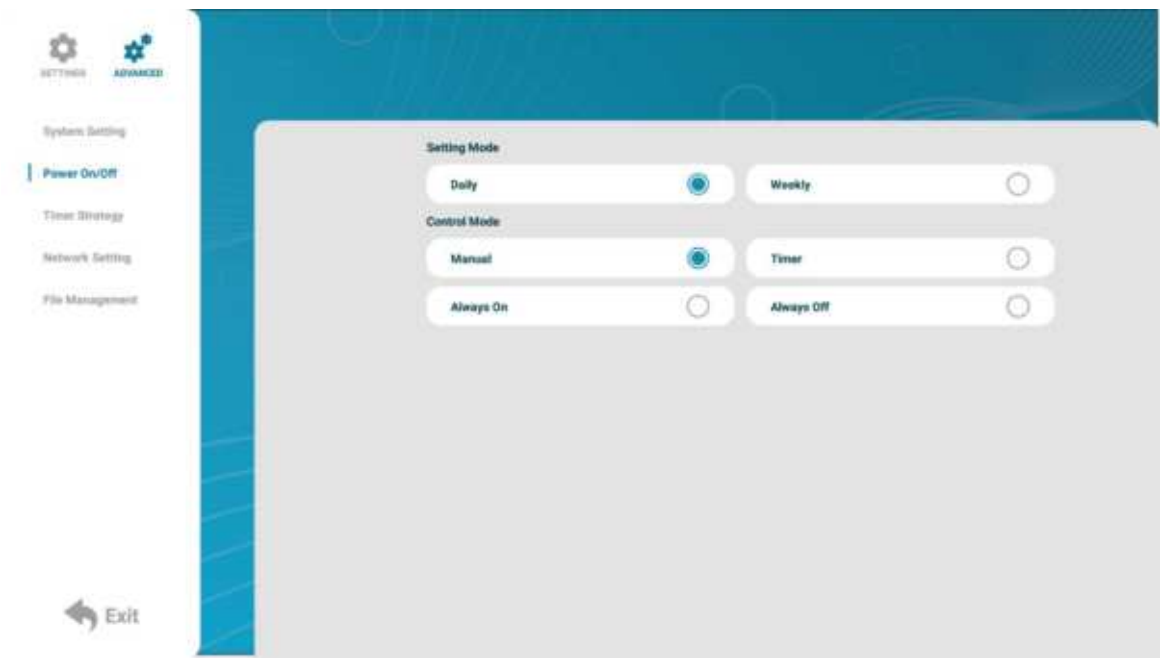 SETTINGS ADVANCED
System Setting
Power On/Off
Timer Strategy
Network Setting
File Management
Exit
Setting Mode
Daily Weekly
Control Mode
Manual Timer
Always On Always Off